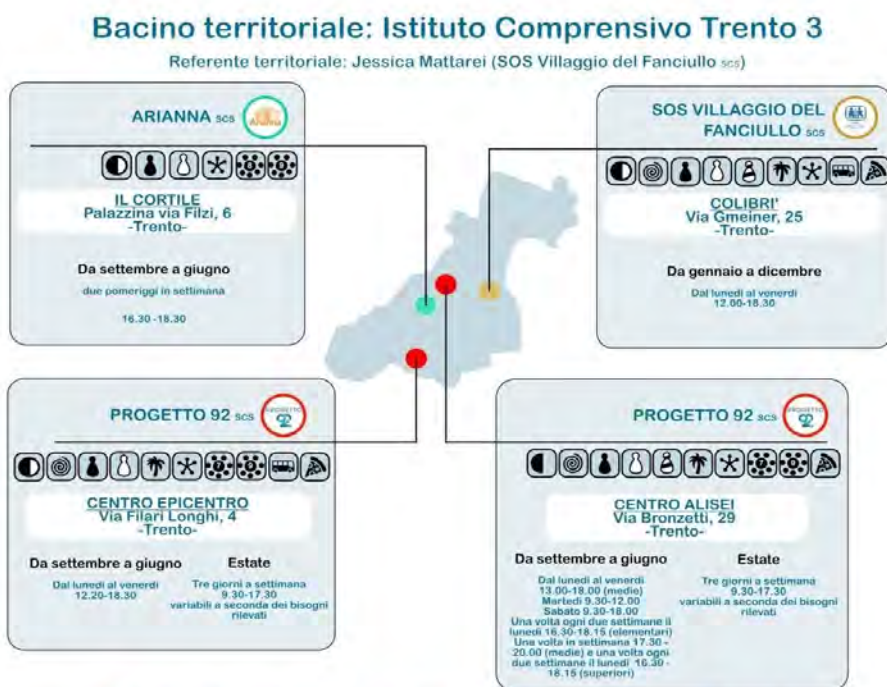 Bacino territoriale: Istituto Comprensivo Trento 3
Referente territoriale: Jessica Mattarei (SOS Villaggio del Fanciullo scs)
ARIANNA scs
IL CORTILE
Palazzina via Filzi, 6
-Trento-
Da settembre a giugno
due pomeriggi in settimana
16.30 -18.30
SOS VILLAGGIO DEL
FANCIULLO scs
COLIBRI'
Via Gmeiner, 25
-Trento-
Da gennaio a dicembre
Dal lunedì al venerdì
12.00-18.30
PROGETTO 92 scs
CENTRO EPICENTRO
Via Filari Longhi, 4
-Trento-
Da settembre a giugno
Dal lunedì al venerdì
12.20-18.30
Estate
Tre giorni a settimana
9.30-17.30
variabili a seconda dei bisogni
rilevati
PROGETTO 92 scs
CENTRO ALISEI
Via Bronzetti, 29
-Trento-
Da settembre a giugno
Dal lunedì al venerdì
13.00-18.00 (medie)
Martedì 9.30-12.00
Sabato 9.30-18.00
Una volta ogni due settimane il
lunedì 16.30-18.15 (elementari)
Una volta in settimana 17.30 -
20.00 (medie) e una volta ogni
due settimane il lunedì 16.30 -
18.15 (superiori)
Estate
Tre giorni a settimana
9.30-17.30
variabili a seconda dei bisogni
rilevati